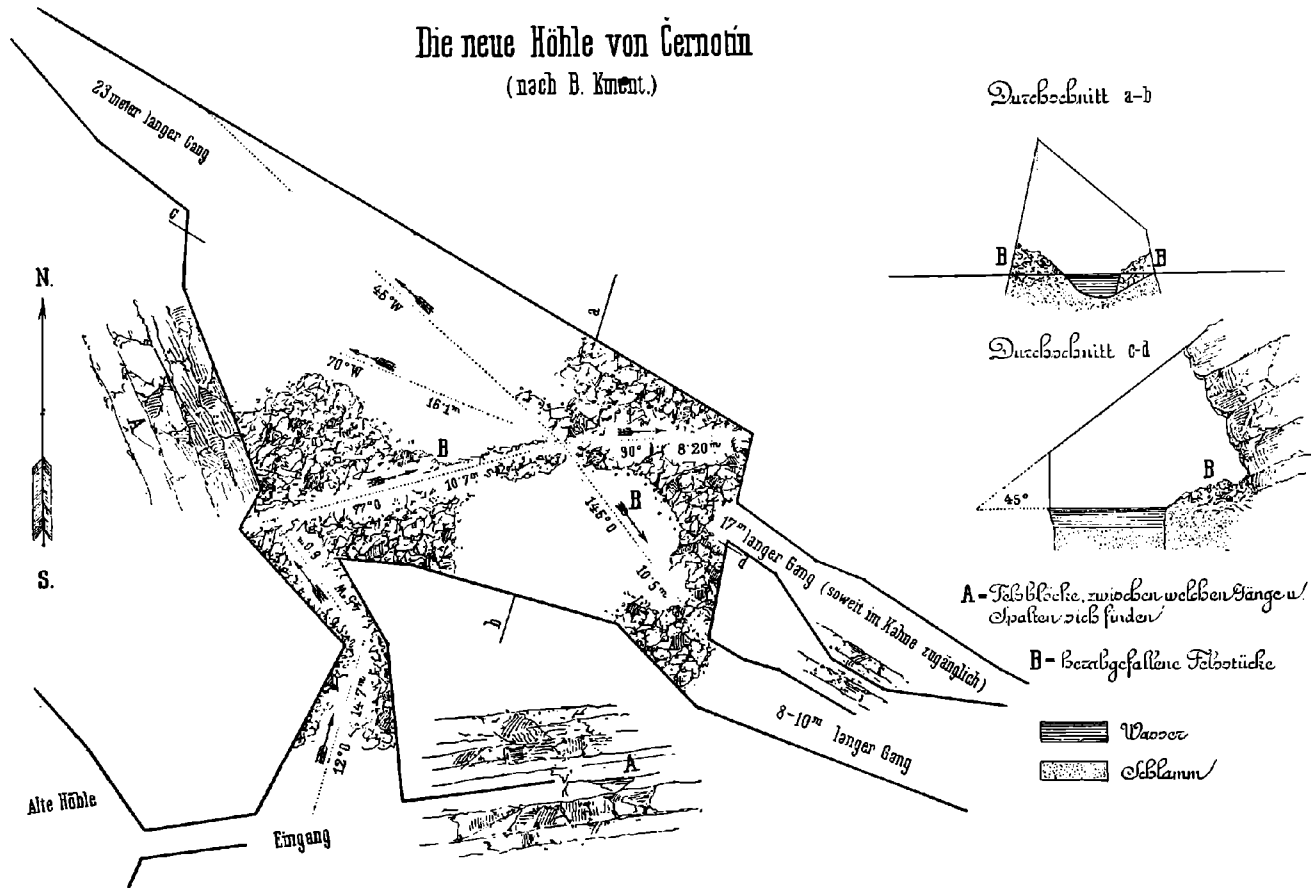 Die neue Höhle von Černotín
(nach B. Kment.)
23 meter langer Gang
c
N.
S.
A
45°W
70°W
16·1m
a
B
77°O
10·7m
90°
8·20m
B
146°O
10·5m
17m langer Gang (soweit im Kahne zugänglich)
d
b
8-10m langer Gang
12°O
14·7m
A
Alte Höhle
Eingang
Durchschnitt a-b
B
B
Durchschnitt c-d
B
45°
A - Felsblöcke, zwischen welchen Gänge u.
Spalten sich finden
B - herabgefallene Felsstücke
Wasser
Schlamm